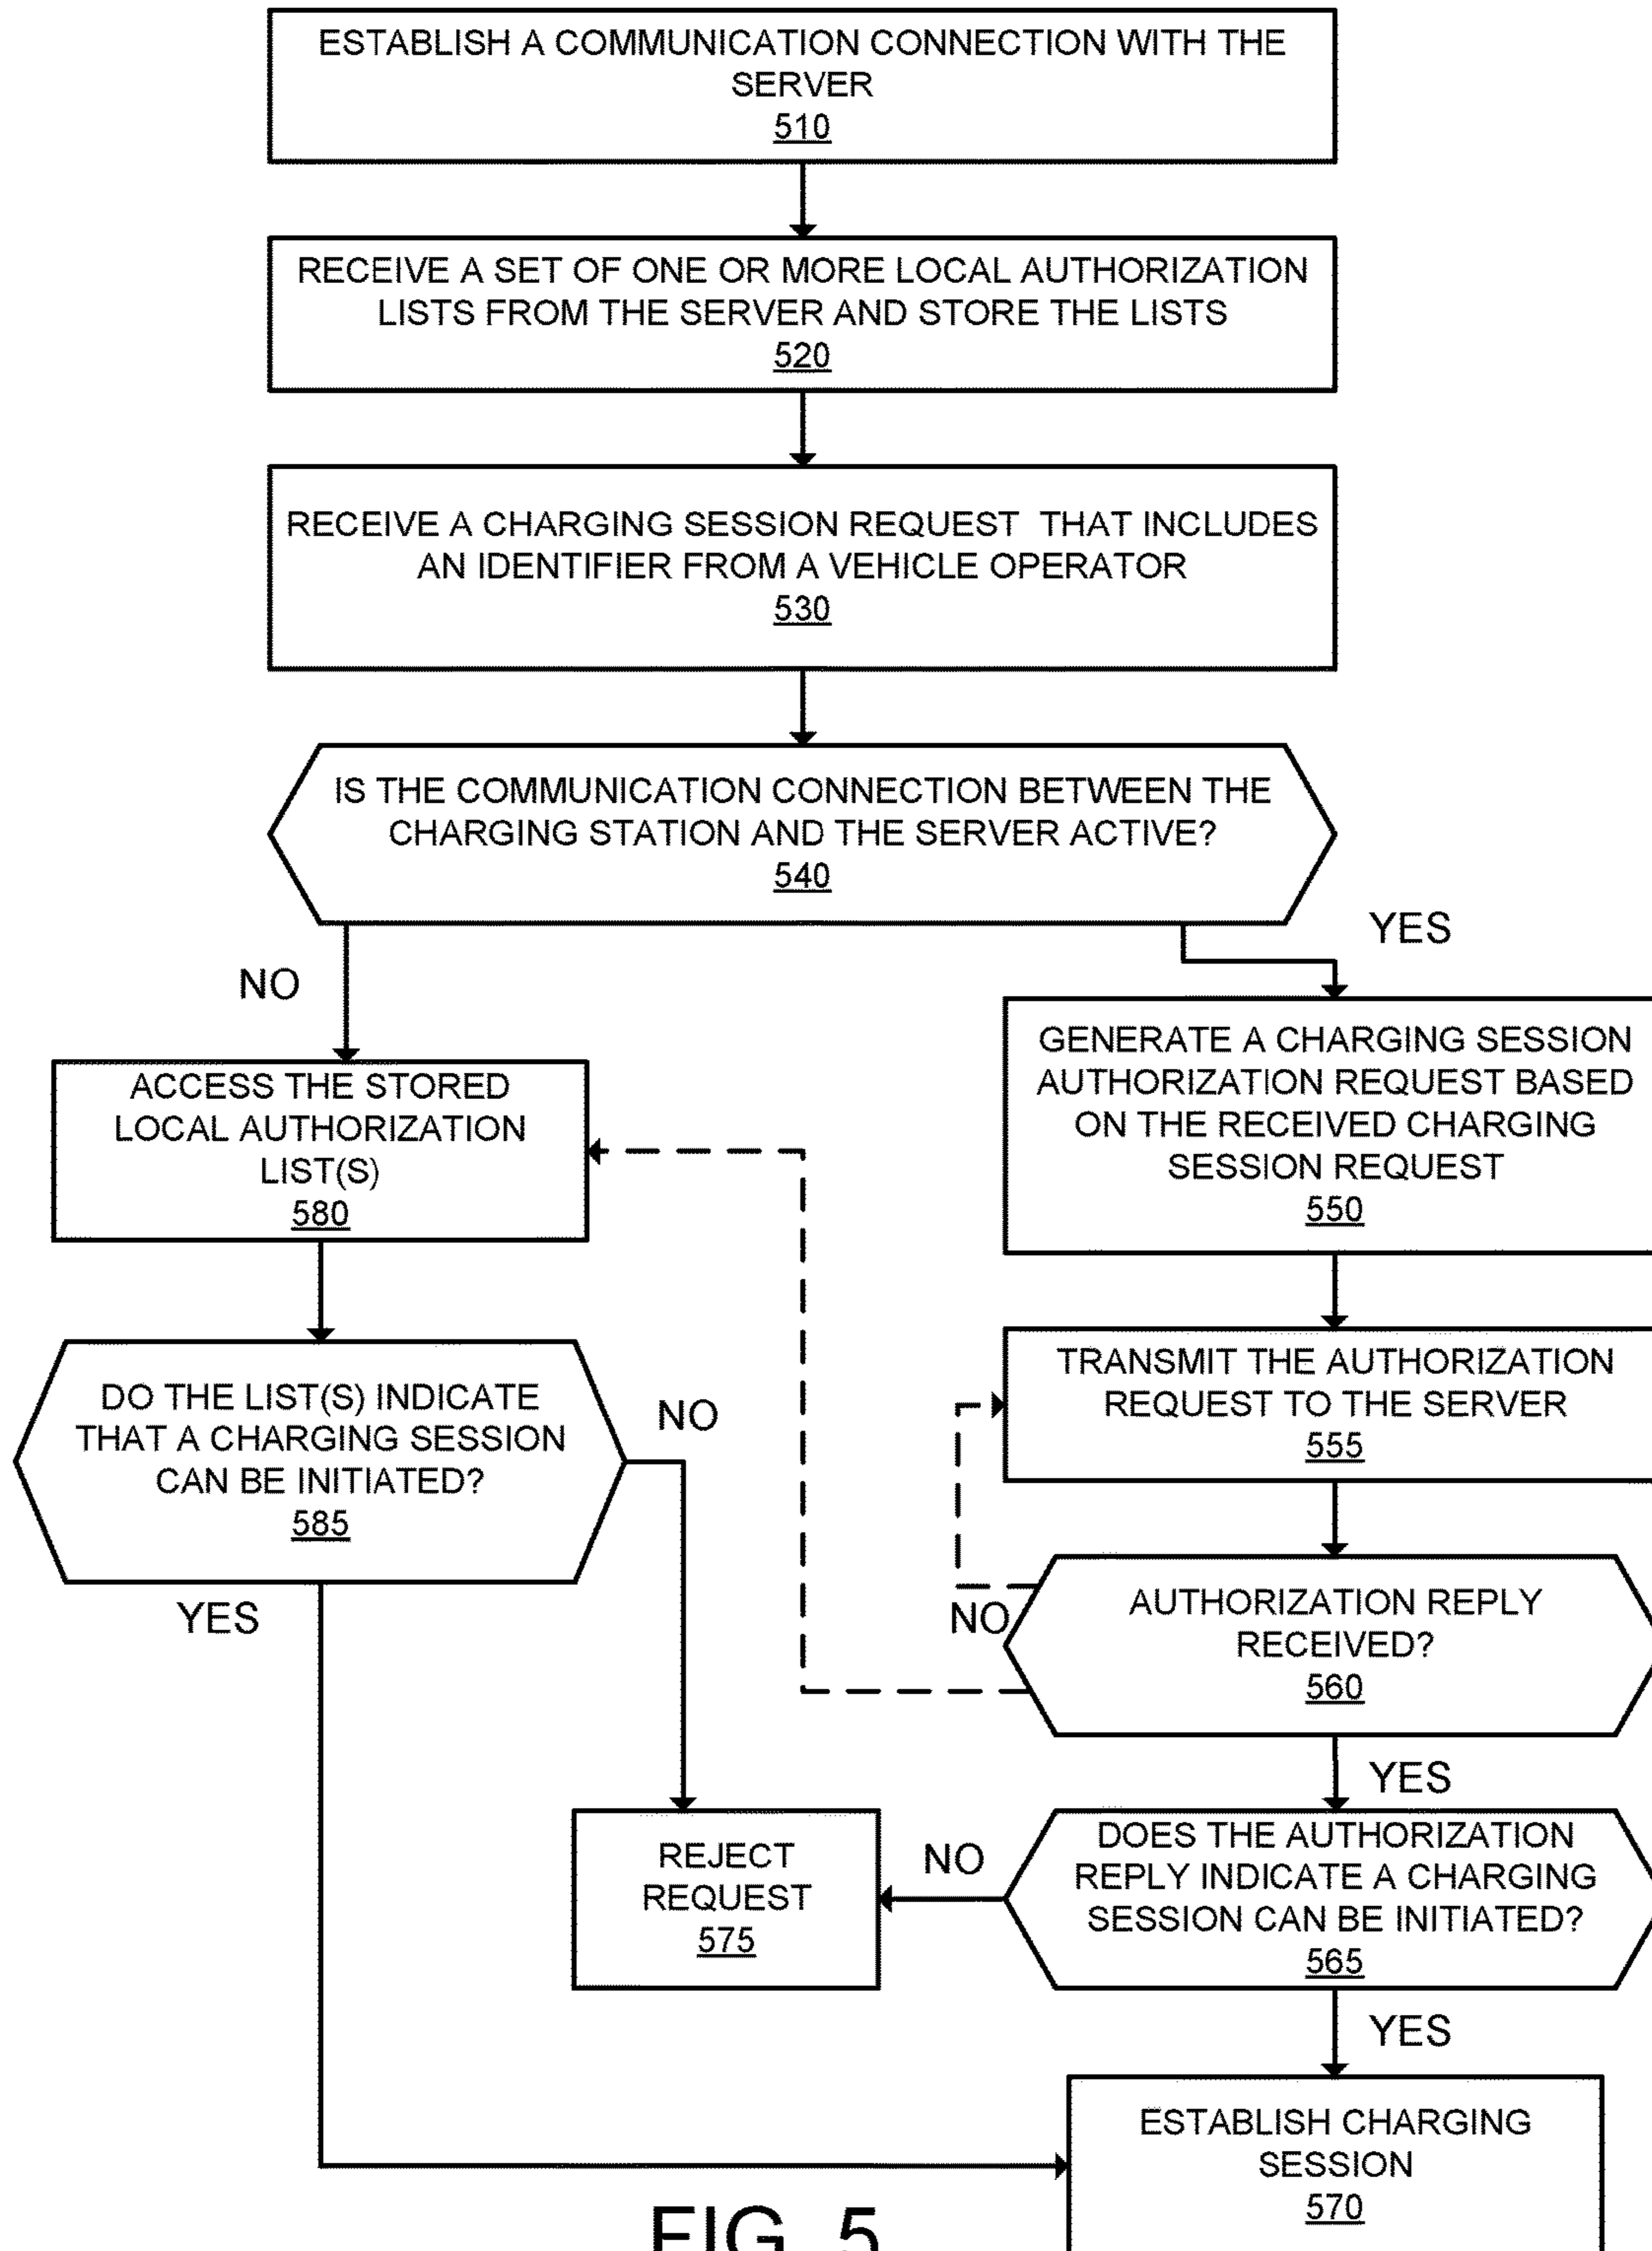 ESTABLISH A COMMUNICATION CONNECTION WITH THE
SERVER
510
RECEIVE A SET OF ONE OR MORE LOCAL AUTHORIZATION
LISTS FROM THE SERVER AND STORE THE LISTS
520
RECEIVE A CHARGING SESSION REQUEST THAT INCLUDES
AN IDENTIFIER FROM A VEHICLE OPERATOR
530
IS THE COMMUNICATION CONNECTION BETWEEN THE
CHARGING STATION AND THE SERVER ACTIVE?
540
YES
NO
GENERATE A CHARGING SESSION
AUTHORIZATION REQUEST BASED
ON THE RECEIVED CHARGING
SESSION REQUEST
550
ACCESS THE STORED
LOCAL AUTHORIZATION
LIST(S)
580
TRANSMIT THE AUTHORIZATION
REQUEST TO THE SERVER
555
DO THE LIST(S) INDICATE
THAT A CHARGING SESSION
CAN BE INITIATED?
585
NO
YES
NO
AUTHORIZATION REPLY
RECEIVED?
560
YES
DOES THE AUTHORIZATION
REPLY INDICATE A CHARGING
SESSION CAN BE INITIATED?
565
NO
REJECT
REQUEST
575
YES
ESTABLISH CHARGING
SESSION
570
FIG. 5